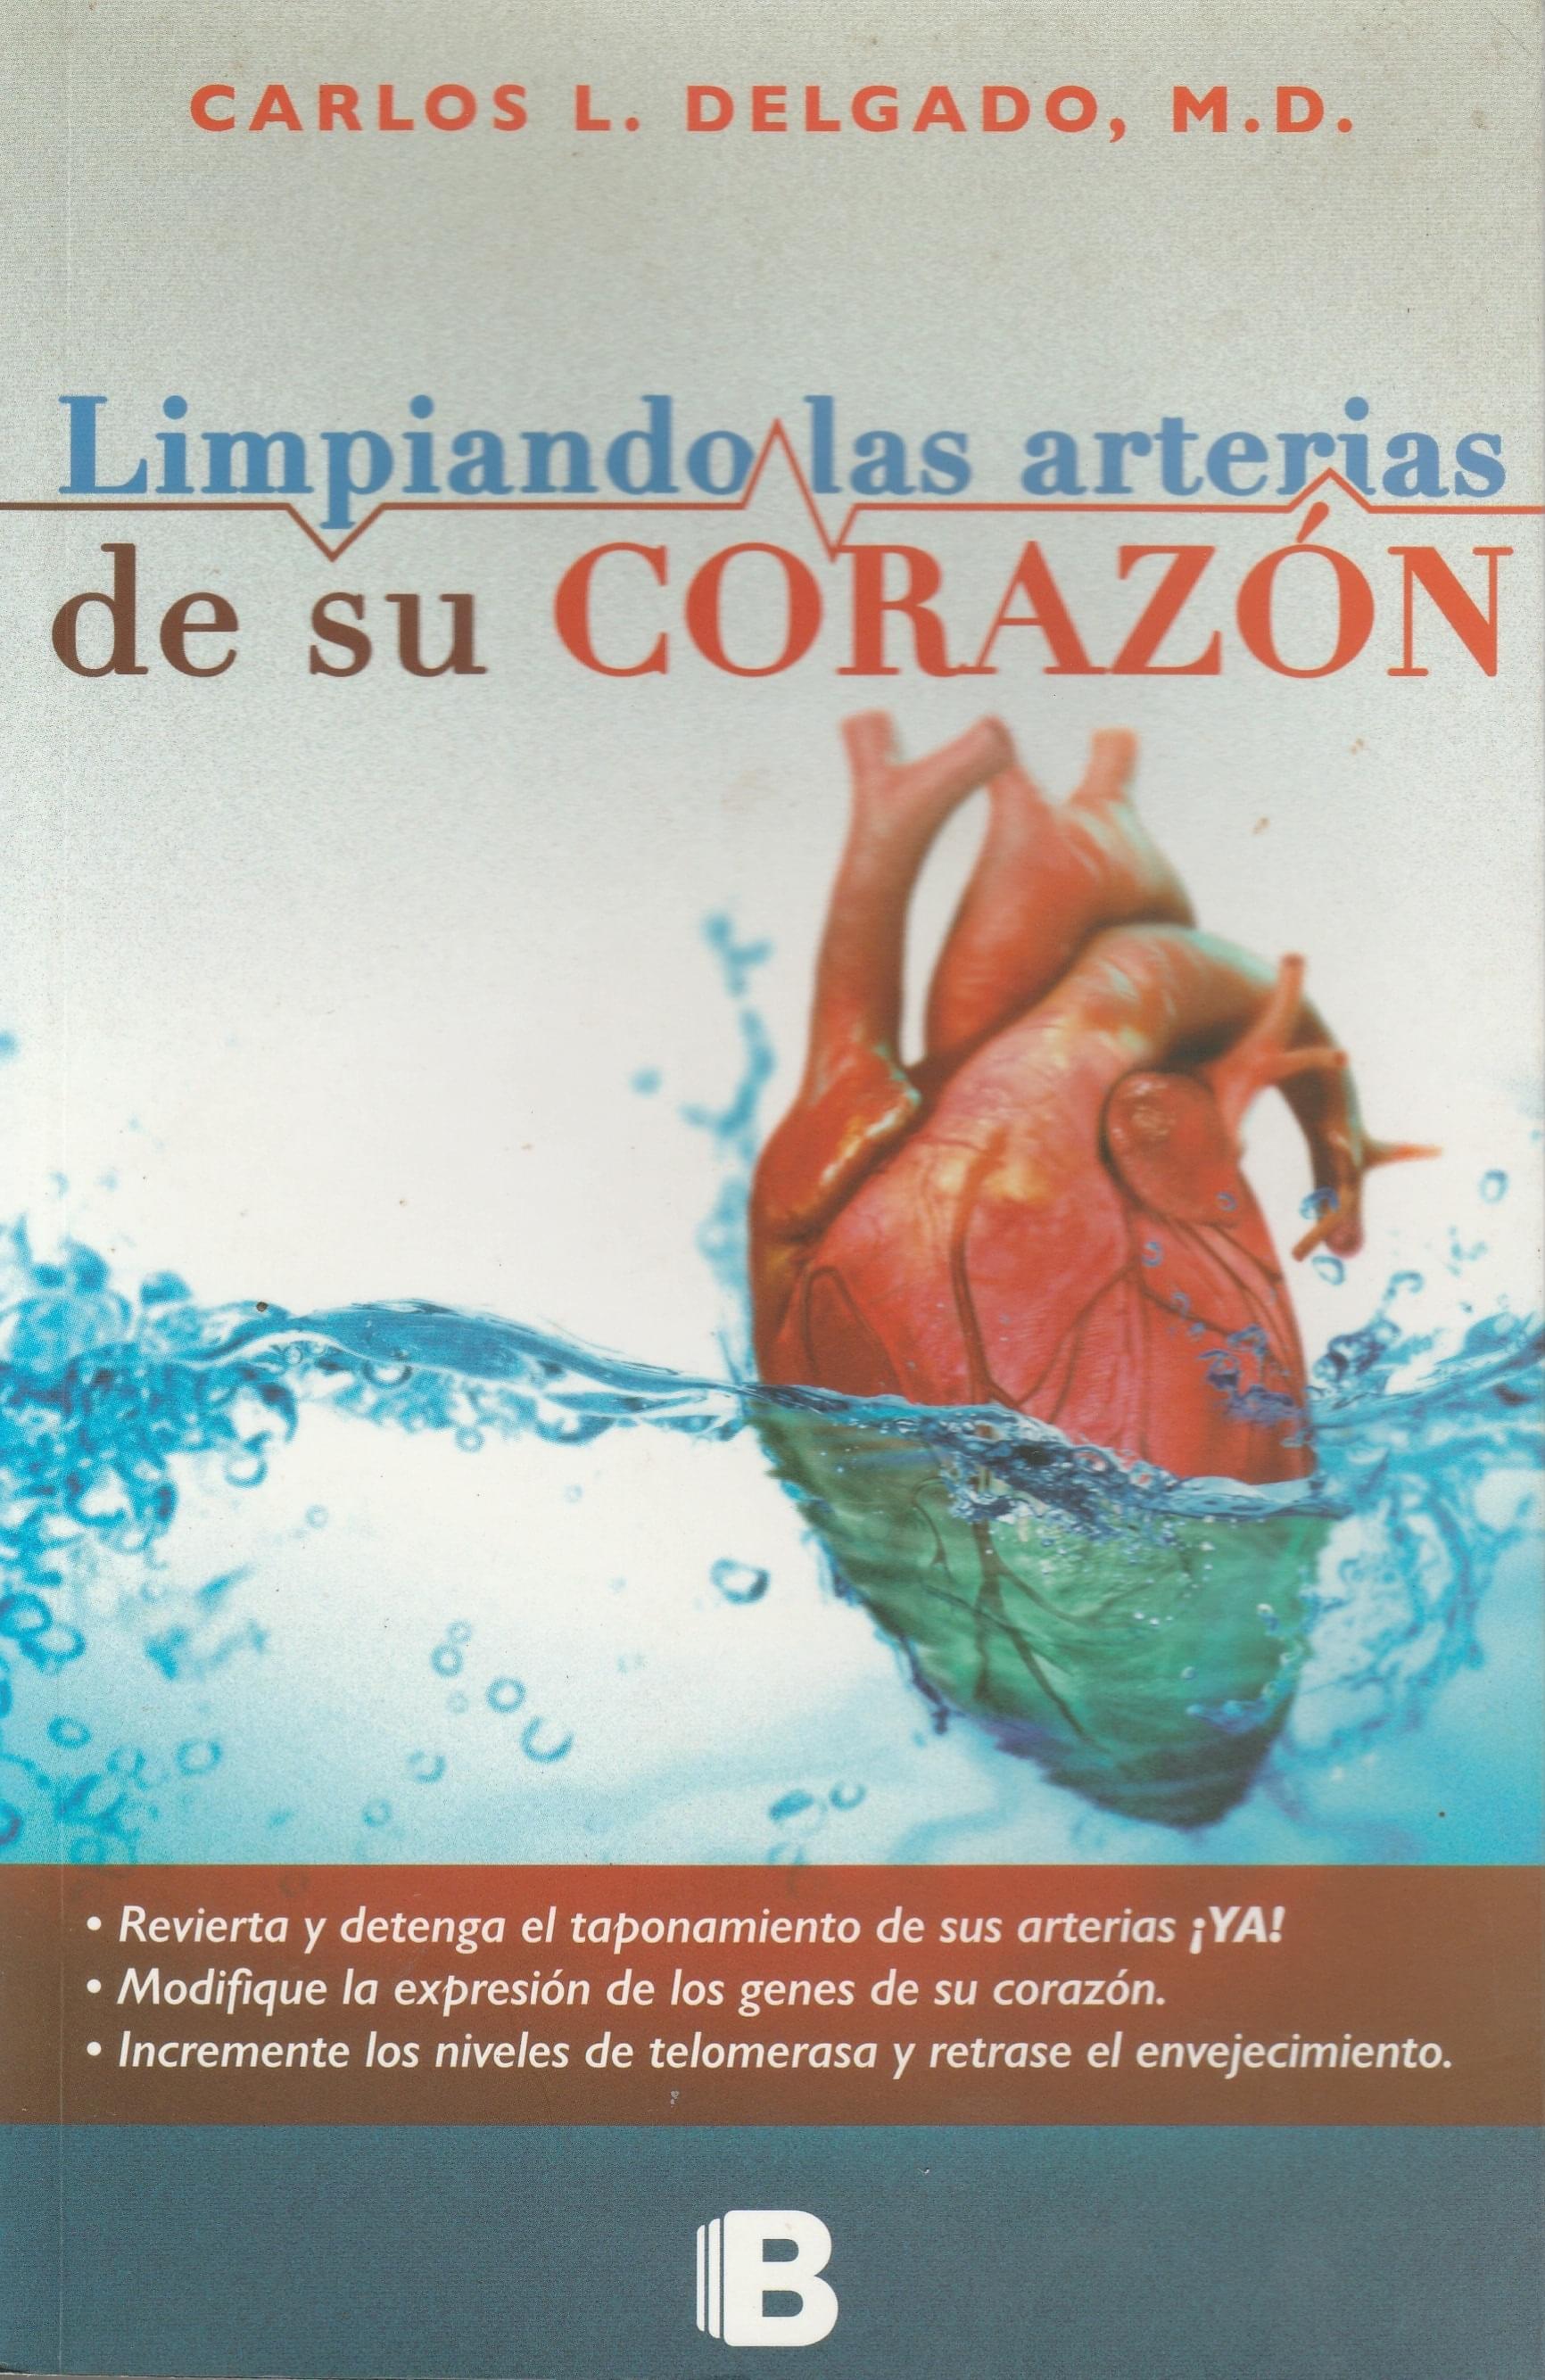 CARLOS L. DELGADO, M.D.
Limpiando las arterias
de su CORAZÓN
• Revierta y detenga el taponamiento de sus arterias ¡YA!
• Modifique la expresión de los genes de su corazón.
• Incremente los niveles de telomerasa y retrase el envejecimiento.
B